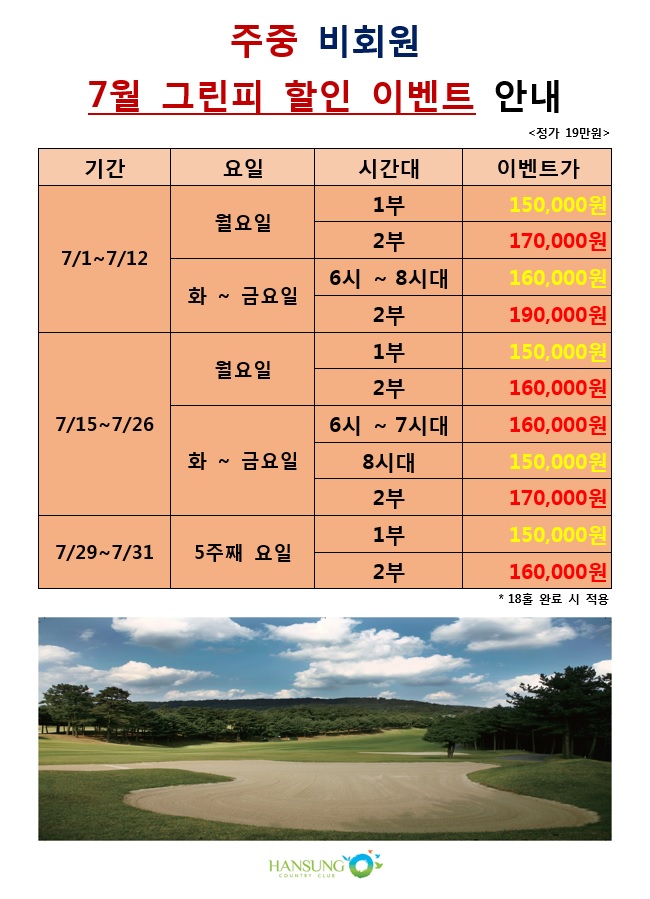 주중 비회원
7월 그린피 할인 이벤트 안내
<정가 19만원>
기간 요일 시간대 이벤트가
7/1~7/12 월요일 1부 150,000원
2부 170,000원
화 ~ 금요일 6시 ~ 8시대 160,000원
2부 190,000원
7/15~7/26 월요일 1부 150,000원
2부 160,000원
화 ~ 금요일 6시 ~ 7시대 160,000원
8시대 150,000원
2부 170,000원
7/29~7/31 5주째 요일 1부 150,000원
2부 160,000원
* 18홀 완료 시 적용
HANSUNG
COUNTRY CLUB